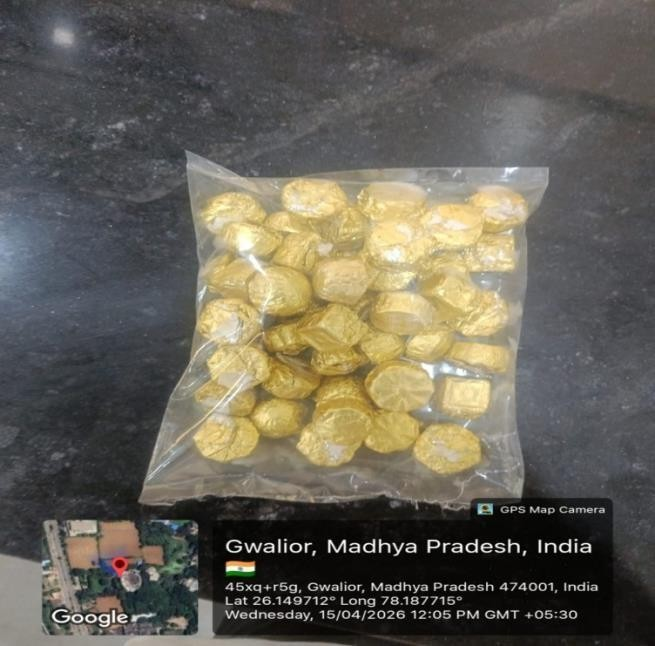 GPS Map Camera
Gwalior, Madhya Pradesh, India
45xq+r5g, Gwalior, Madhya Pradesh 474001, India
Lat 26.149712° Long 78.187715°
Wednesday, 15/04/2026 12:05 PM GMT +05:30
Google